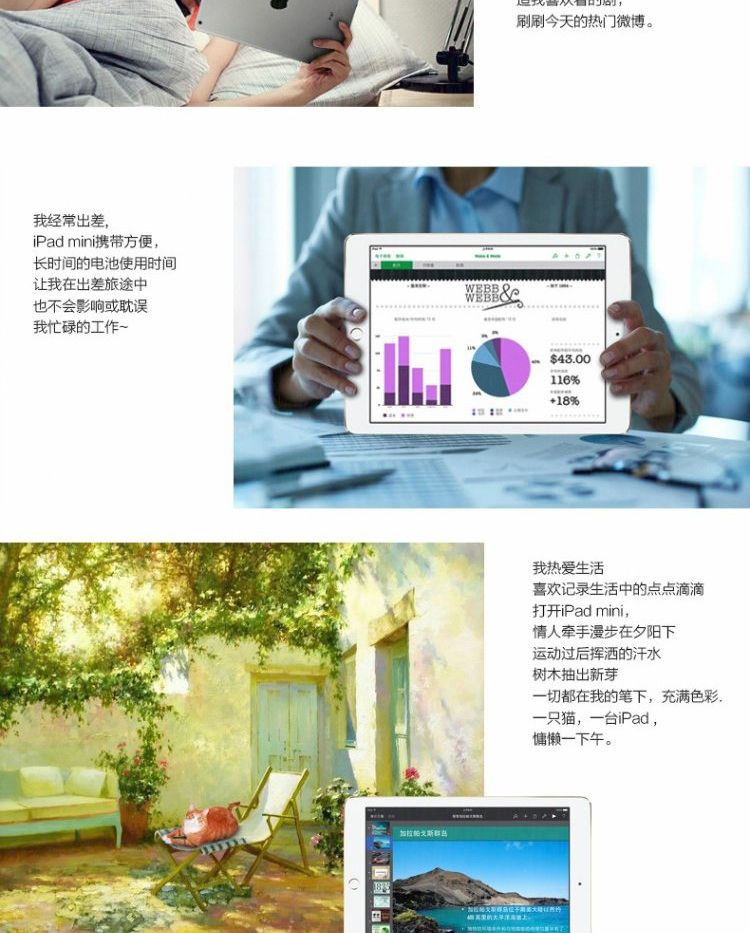 刷刷今天的热门微博。
我经常出差,
iPad mini携带方便，
长时间的电池使用时间
让我在出差旅途中
也不会影响或耽误
我忙碌的工作~
Webb & Webb
WEBB & WEBB
$43.00
116%
+18%
我热爱生活
喜欢记录生活中的点点滴滴
打开iPad mini，
情人牵手漫步在夕阳下
运动过后挥洒的汗水
树木抽出新芽
一切都在我的笔下，充满色彩.
一只猫，一台iPad ,
慵懒一下午。
加拉帕戈斯群岛